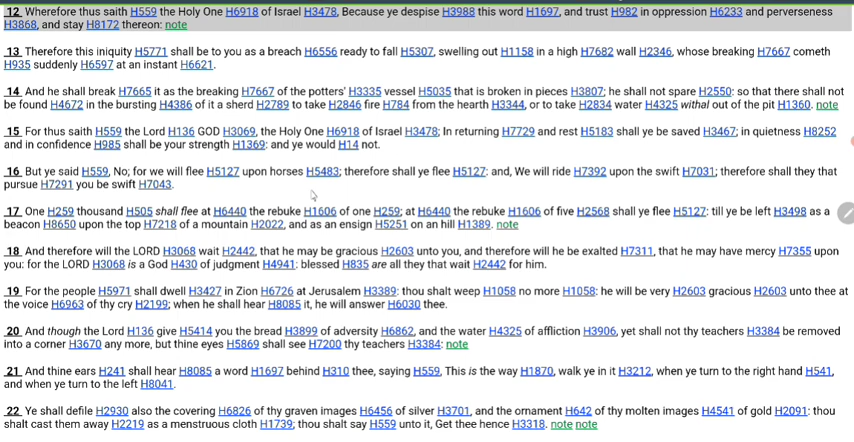 12 Wherefore thus saith H559 the Holy One H6918 of Israel H3478, Because ye despise H3988 this word H1697, and trust H982 in oppression H6233 and perverseness
H3868, and stay H8172 thereon: note
13 Therefore this iniquity H5771 shall be to you as a breach H6556 ready to fall H5307, swelling out H1158 in a high H7682 wall H2346, whose breaking H7667 cometh
H935 suddenly H6597 at an instant H6621.
14 And he shall break H7665 it as the breaking H7667 of the potters' H3335 vessel H5035 that is broken in pieces H3807; he shall not spare H2550: so that there shall not
be found H4672 in the bursting H4386 of it a sherd H2789 to take H2846 fire H784 from the hearth H3344, or to take H2834 water H4325 withal out of the pit H1360. note
15 For thus saith H559 the Lord H136 GOD H3069, the Holy One H6918 of Israel H3478; In returning H7729 and rest H5183 shall ye be saved H3467; in quietness H8252
and in confidence H985 shall be your strength H1369: and ye would H14 not.
16 But ye said H559, No; for we will flee H5127 upon horses H5483; therefore shall ye flee H5127: and, We will ride H7392 upon the swift H7031; therefore shall they that
pursue H7291 you be swift H7043.
17 One H259 thousand H505 shall flee at H6440 the rebuke H1606 of one H259; at H6440 the rebuke H1606 of five H2568 shall ye flee H5127: till ye be left H3498 as a
beacon H8650 upon the top H7218 of a mountain H2022, and as an ensign H5251 on an hill H1389. note
18 And therefore will the LORD H3068 wait H2442, that he may be gracious H2603 unto you, and therefore will he be exalted H7311, that he may have mercy H7355 upon
you: for the LORD H3068 is a God H430 of judgment H4941: blessed H835 are all they that wait H2442 for him.
19 For the people H5971 shall dwell H3427 in Zion H6726 at Jerusalem H3389: thou shalt weep H1058 no more H1058: he will be very H2603 gracious H2603 unto thee at
the voice H6963 of thy cry H2199; when he shall hear H8085 it, he will answer H6030 thee.
20 And though the Lord H136 give H5414 you the bread H3899 of adversity H6862, and the water H4325 of affliction H3906, yet shall not thy teachers H3384 be removed
into a corner H3670 any more, but thine eyes H5869 shall see H7200 thy teachers H3384: note
21 And thine ears H241 shall hear H8085 a word H1697 behind H310 thee, saying H559, This is the way H1870, walk ye in it H3212, when ye turn to the right hand H541,
and when ye turn to the left H8041.
22 Ye shall defile H2930 also the covering H6826 of thy graven images H6456 of silver H3701, and the ornament H642 of thy molten images H4541 of gold H2091: thou
shalt cast them away H2219 as a menstruous cloth H1739; thou shalt say H559 unto it, Get thee hence H3318. note note